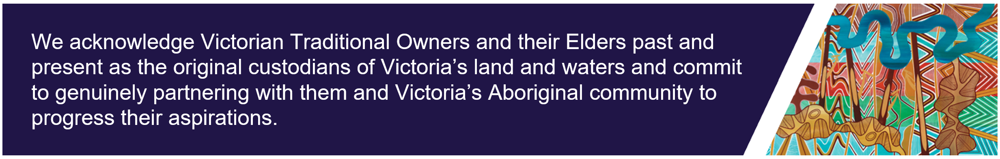 We acknowledge Victorian Traditional Owners and their Elders past and
present as the original custodians of Victoria’s land and waters and commit
to genuinely partnering with them and Victoria’s Aboriginal community to
progress their aspirations.